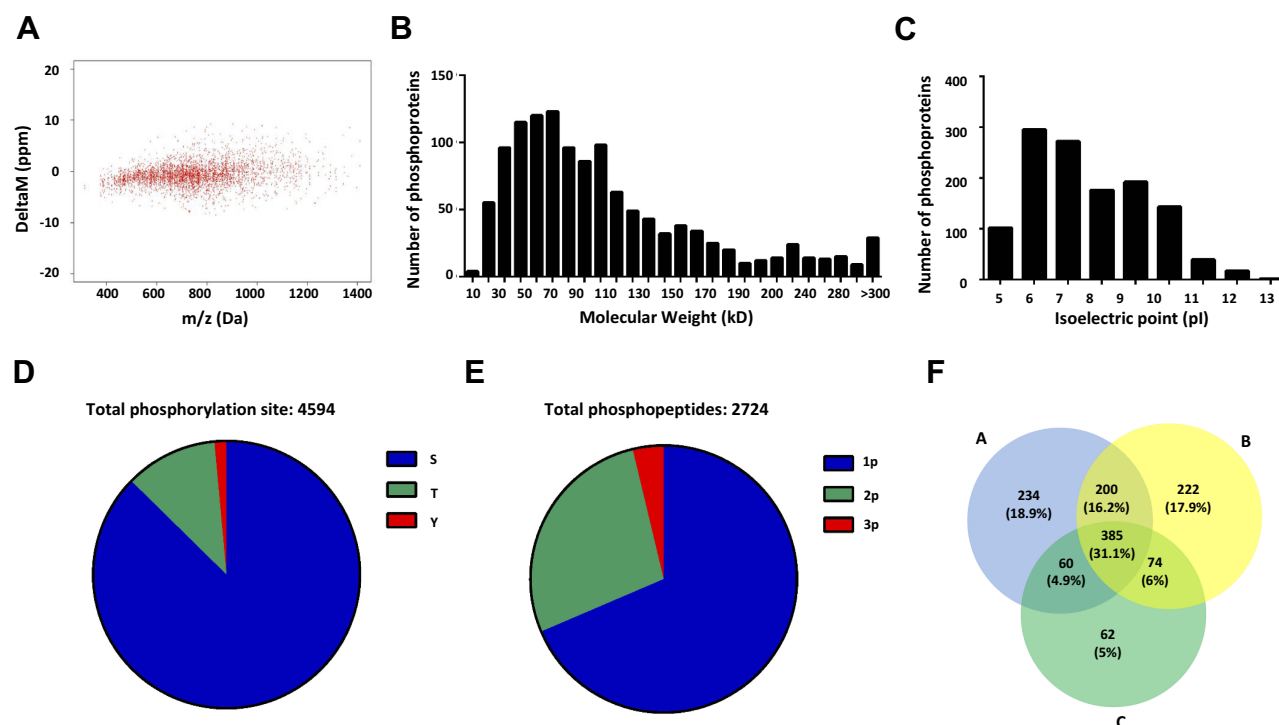 A
20
10
0
-10
-20
DeltaM (ppm)
400 600 800 1000 1200 1400
m/z (Da)
B
150
100
50
0
Number of phosphoproteins
10 30 50 70 90 110 130 150 170 190 200 240 280 >300
Molecular Weight (kD)
C
400
300
200
100
0
Number of phosphoproteins
5 6 7 8 9 10 11 12 13
Isoelectric point (pI)
D
Total phosphorylation site: 4594
S
T
Y
E
Total phosphopeptides: 2724
1p
2p
3p
F
A
B
234
(18.9%)
200
(16.2%)
222
(17.9%)
385
(31.1%)
60
(4.9%)
74
(6%)
62
(5%)
C